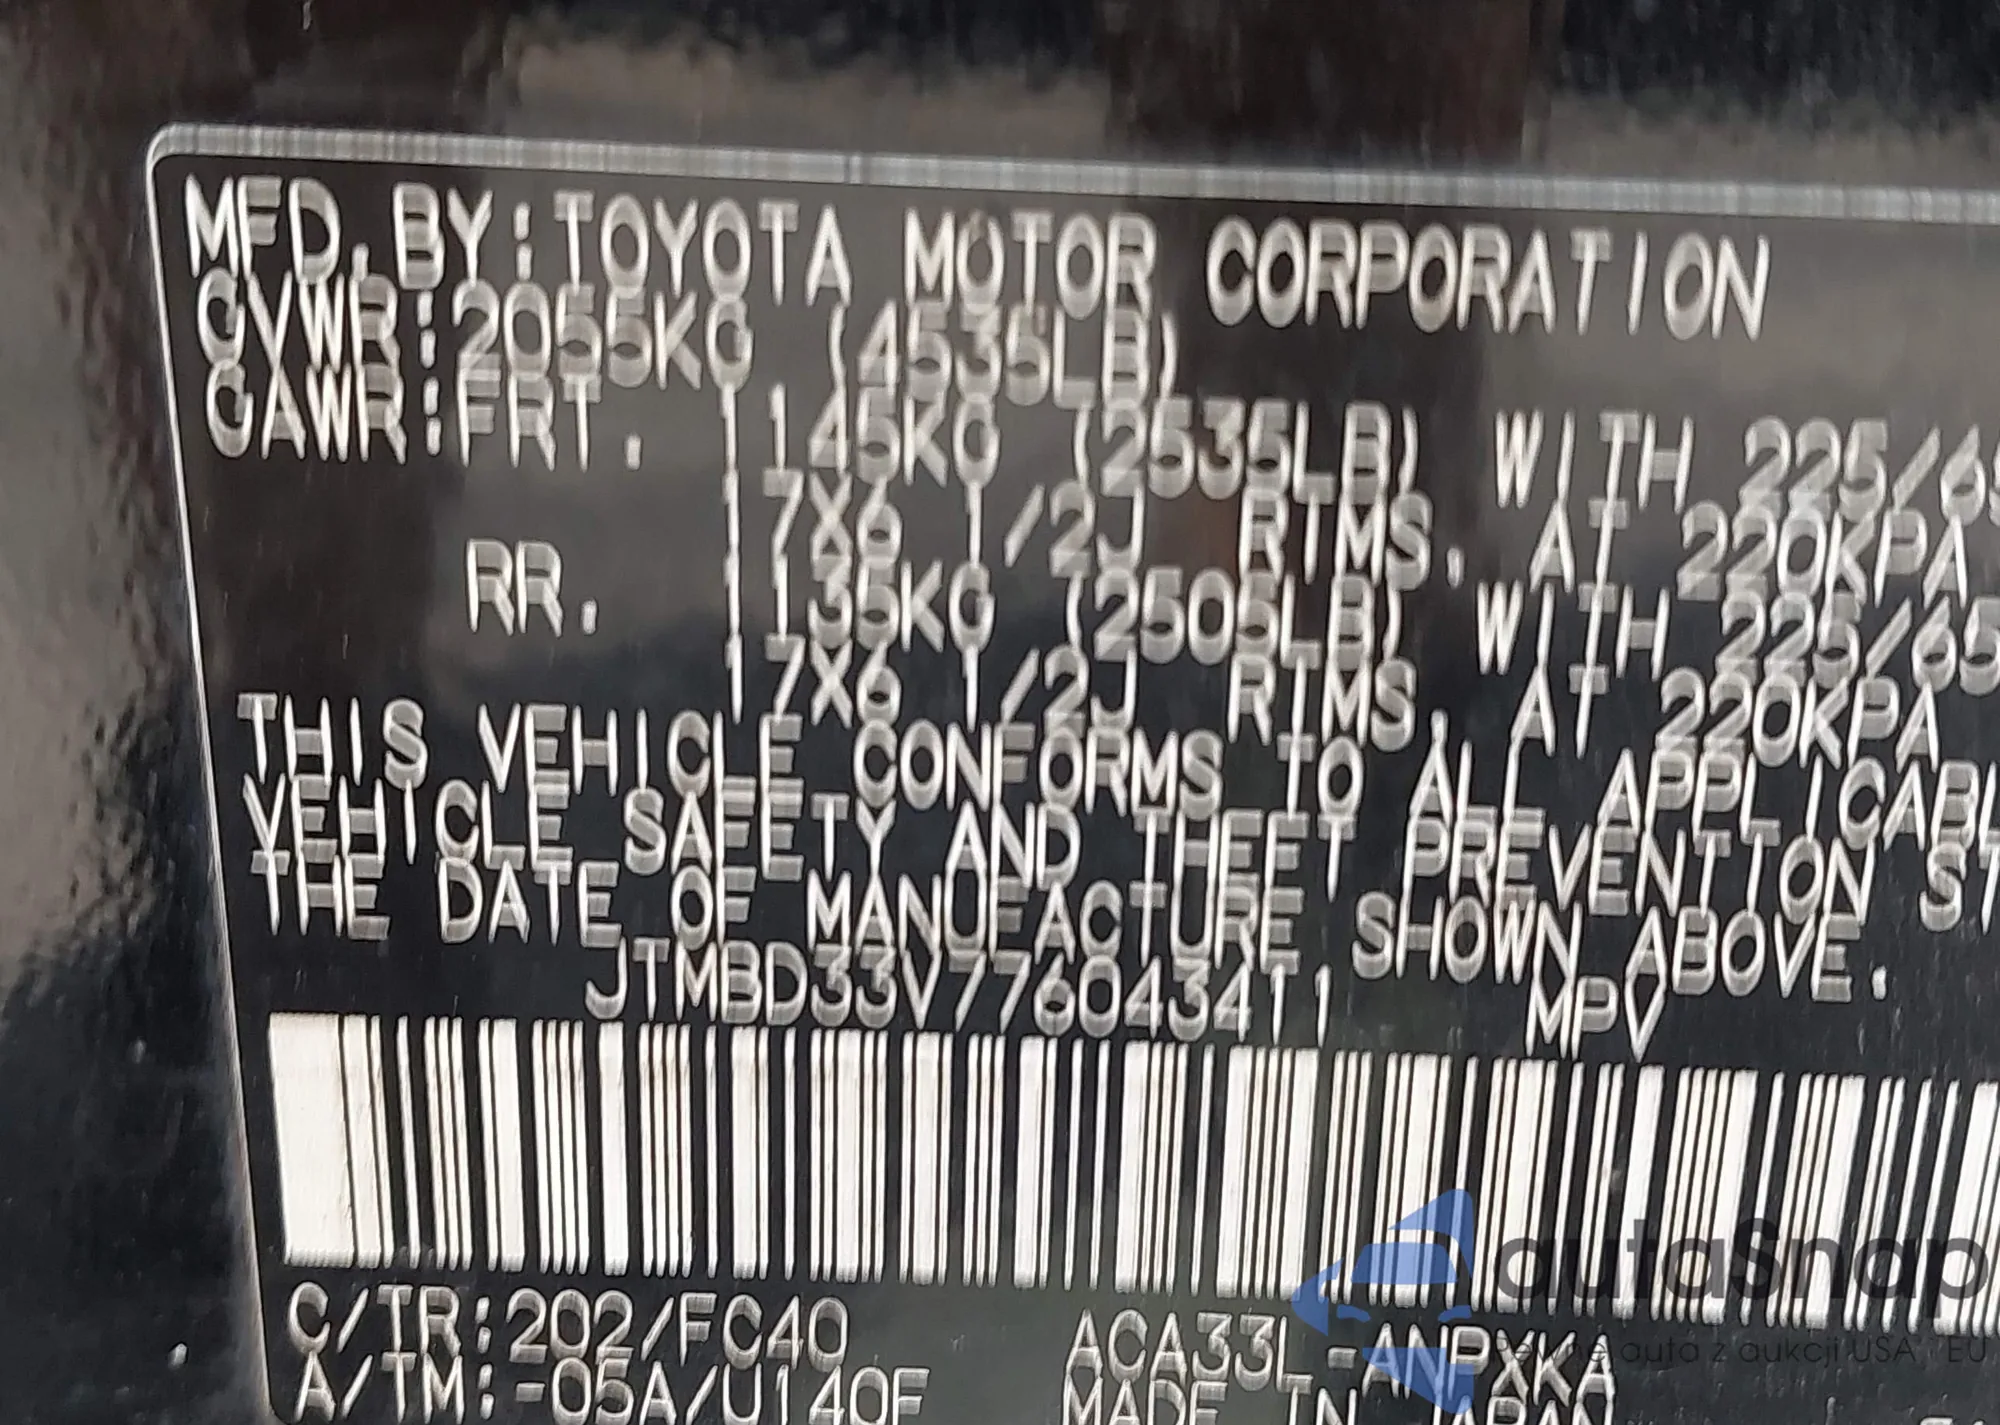 MFD. BY: TOYOTA MOTOR CORPORATION
GVWR: 2055KG (4535LB)
GAWR: FRT. 1145KG (2535LB) WITH 225/65
17X6 1/2J RIMS, AT 220KPA
RR. 1135KG (2505LB) WITH 225/65
17X6 1/2J RIMS, AT 220KPA
THIS VEHICLE CONFORMS TO ALL APPLICABL
VEHICLE SAFETY AND THEFT PREVENTION ST
THE DATE OF MANUFACTURE SHOWN ABOVE.
JTMBD33V776043411 MPV
C/TR: 202/FC40 ACA33L-ANPXKA
A/TM: -05A/U140F MADE IN JAPAN
autaSnap
Pewne auta z aukcji USA EU